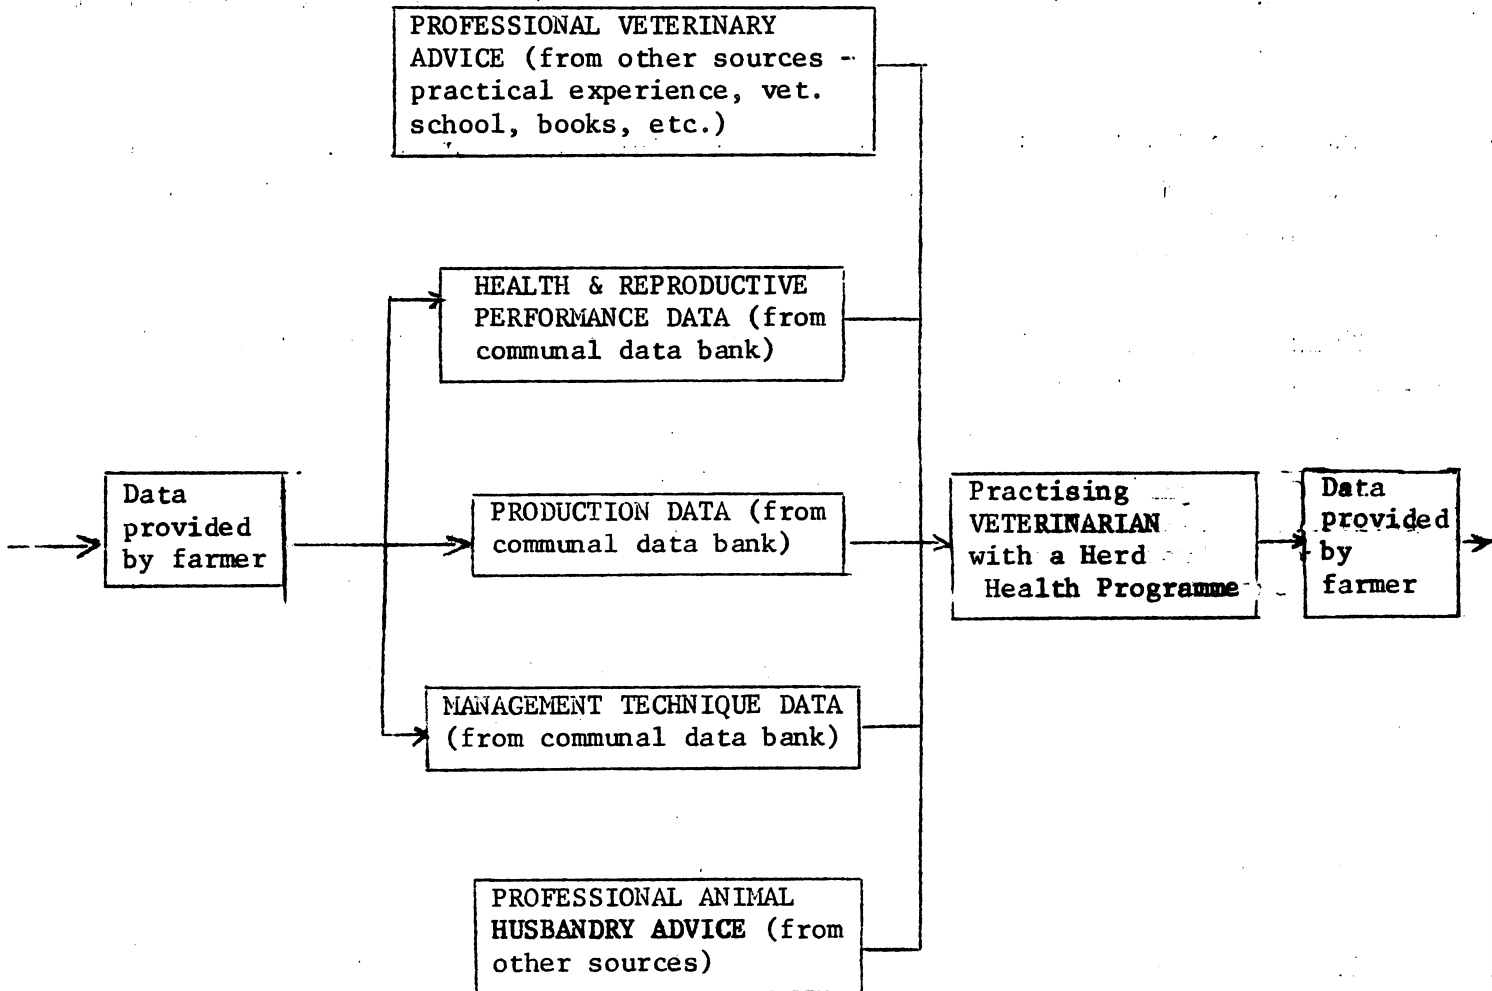 PROFESSIONAL VETERINARY
ADVICE (from other sources -
practical experience, vet.
school, books, etc.)
HEALTH & REPRODUCTIVE
PERFORMANCE DATA (from
communal data bank)
Data
provided
by farmer
PRODUCTION DATA (from
communal data bank)
Practising
VETERINARIAN
with a Herd
Health Programme
Data
provided
by
farmer
MANAGEMENT TECHNIQUE DATA
(from communal data bank)
PROFESSIONAL ANIMAL
HUSBANDRY ADVICE (from
other sources)